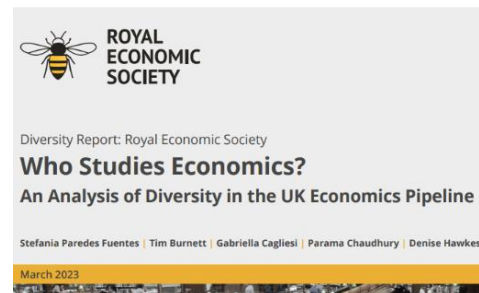 ROYAL
ECONOMIC
SOCIETY
Diversity Report: Royal Economic Society
Who Studies Economics?
An Analysis of Diversity in the UK Economics Pipeline
Stefania Paredes Fuentes | Tim Burnett | Gabriella Cagliesi | Parama Chaudhury | Denise Hawkes
March 2023